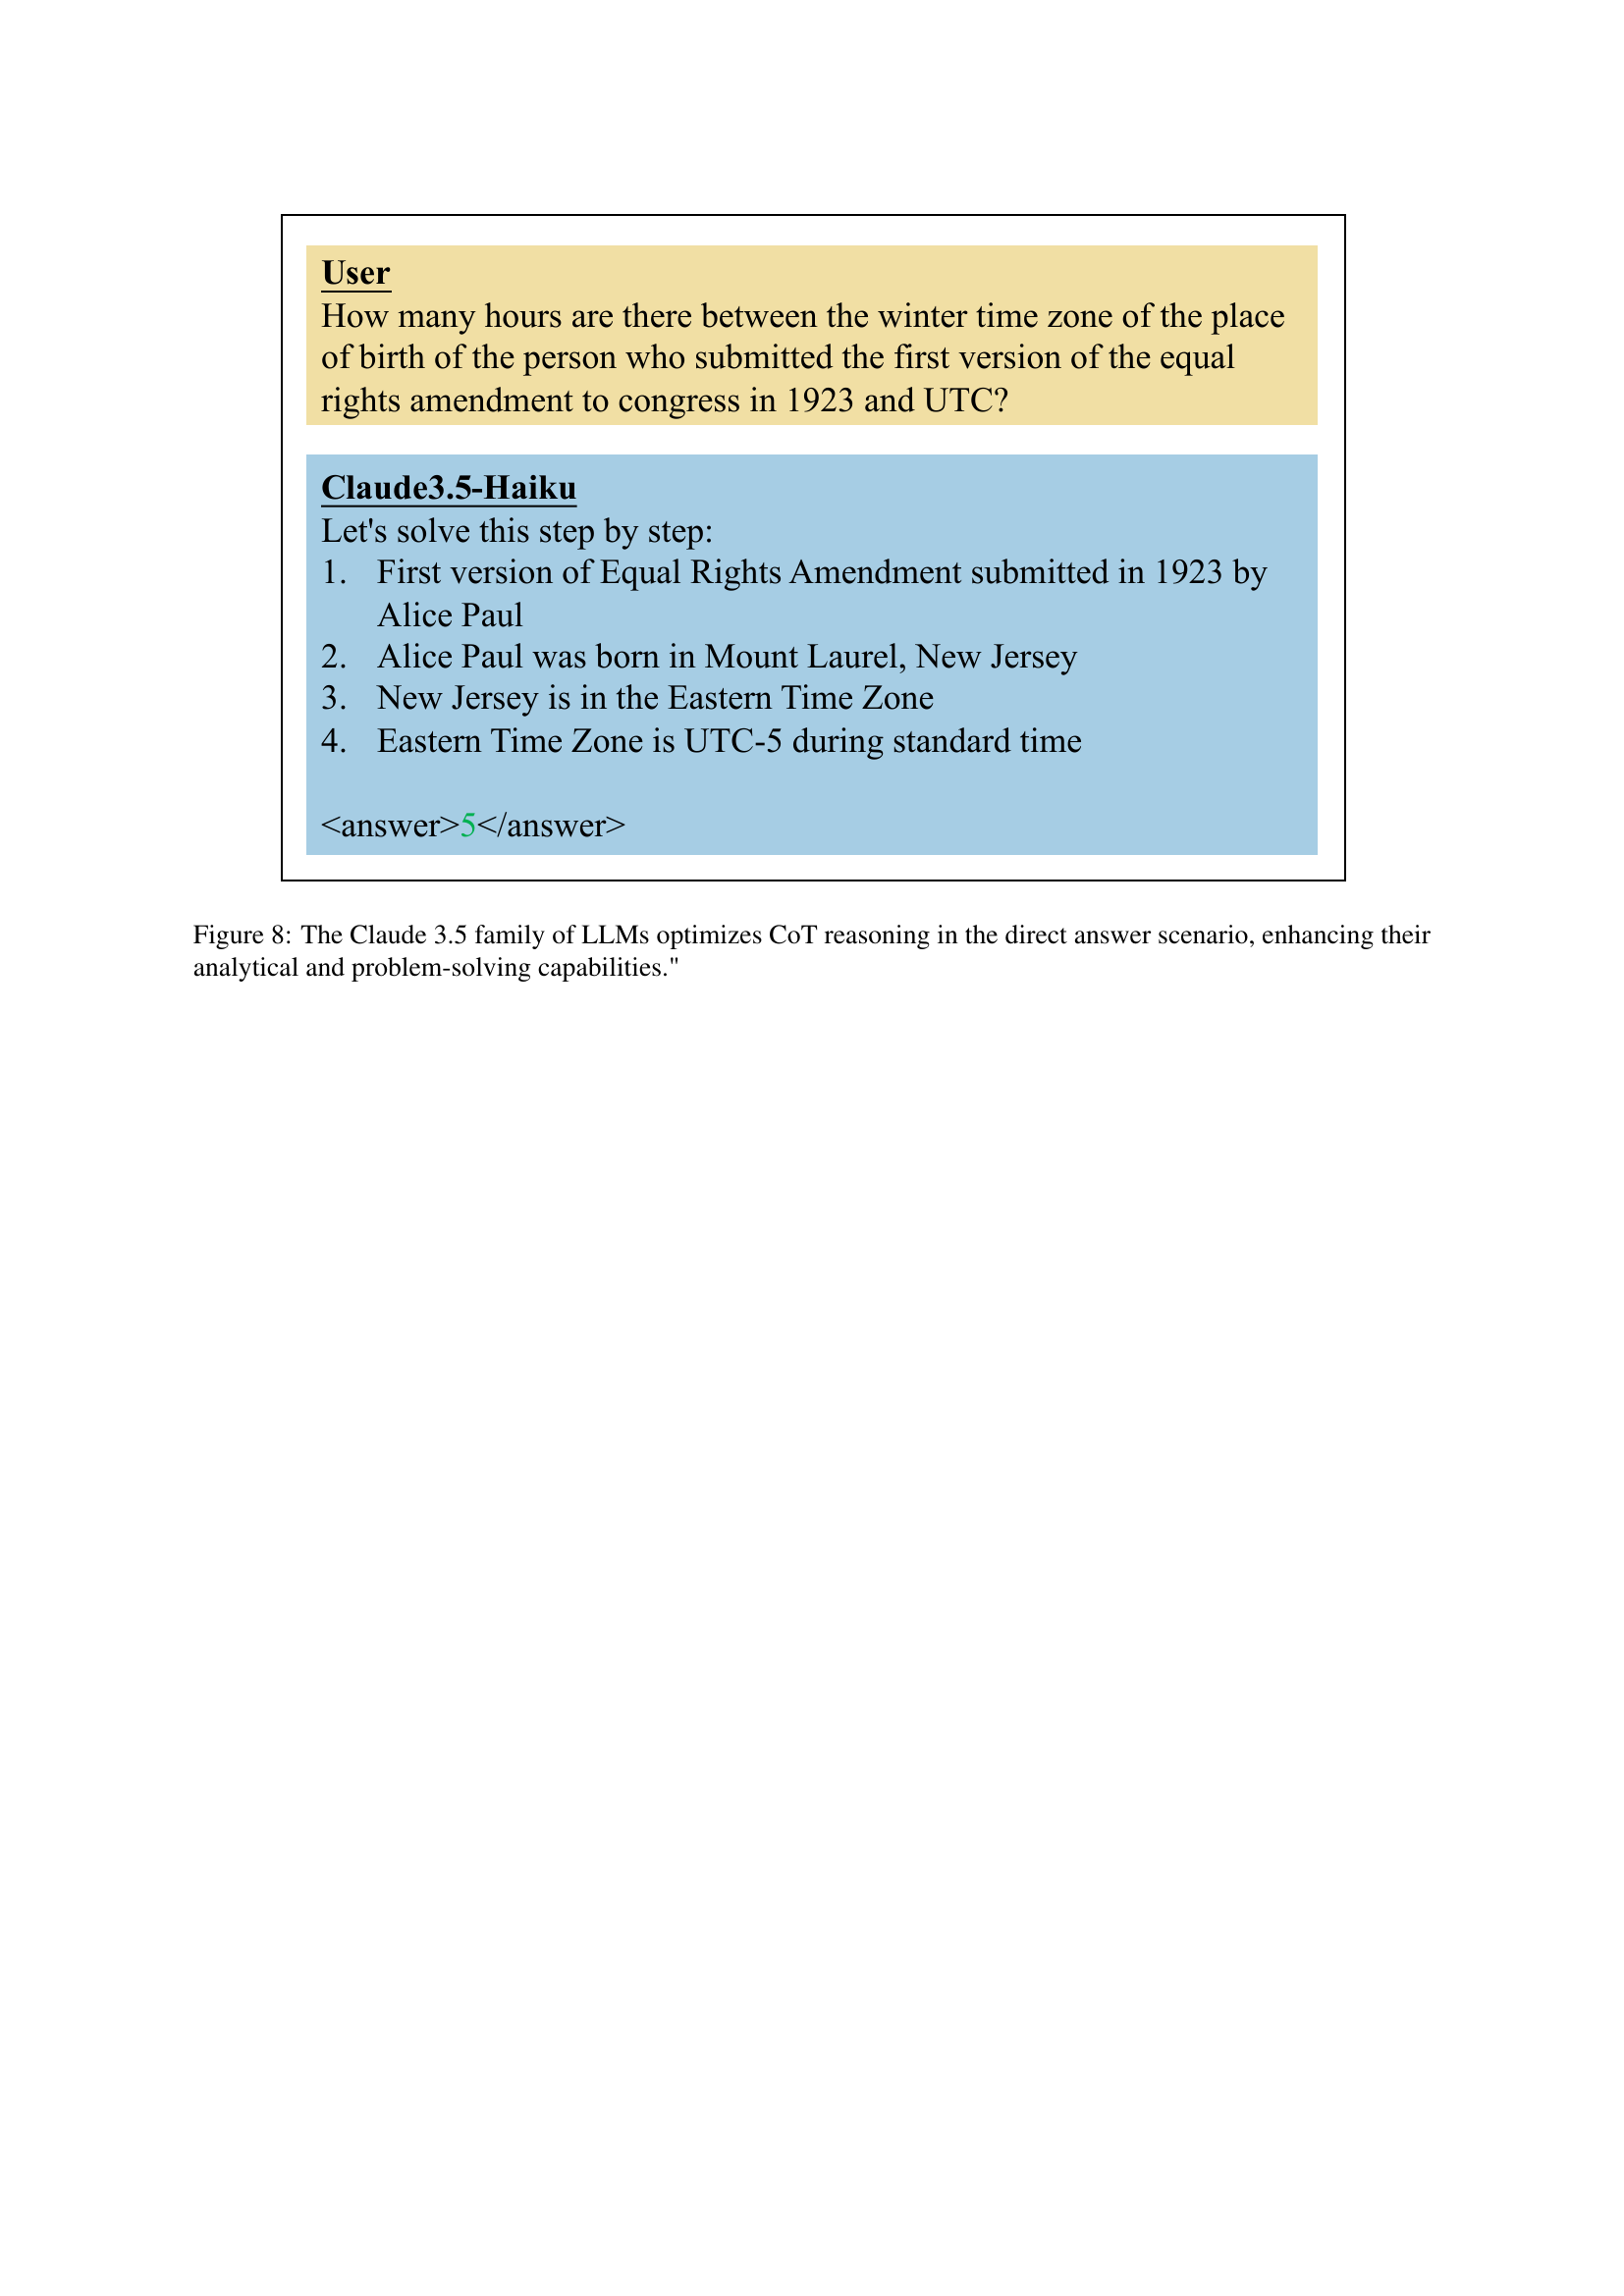 User
How many hours are there between the winter time zone of the place
of birth of the person who submitted the first version of the equal
rights amendment to congress in 1923 and UTC?
Claude3.5-Haiku
Let's solve this step by step:
1. First version of Equal Rights Amendment submitted in 1923 by
Alice Paul
2. Alice Paul was born in Mount Laurel, New Jersey
3. New Jersey is in the Eastern Time Zone
4. Eastern Time Zone is UTC-5 during standard time
<answer>5</answer>
Figure 8: The Claude 3.5 family of LLMs optimizes CoT reasoning in the direct answer scenario, enhancing their
analytical and problem-solving capabilities."